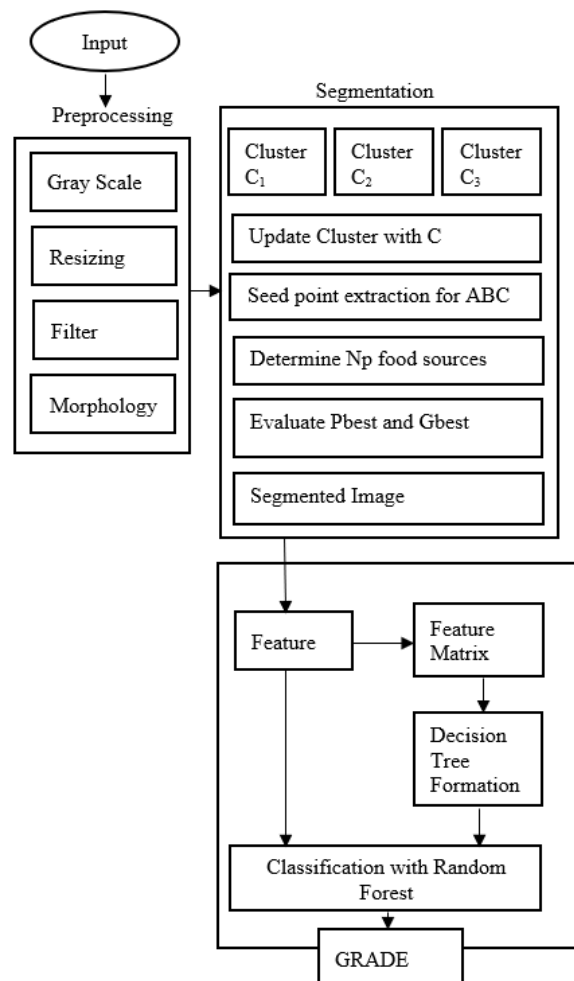 Input
Preprocessing
Gray Scale
Resizing
Filter
Morphology
Segmentation
Cluster
C₁
Cluster
C₂
Cluster
C₃
Update Cluster with C
Seed point extraction for ABC
Determine Np food sources
Evaluate Pbest and Gbest
Segmented Image
Feature
Feature
Matrix
Decision
Tree
Formation
Classification with Random
Forest
GRADE